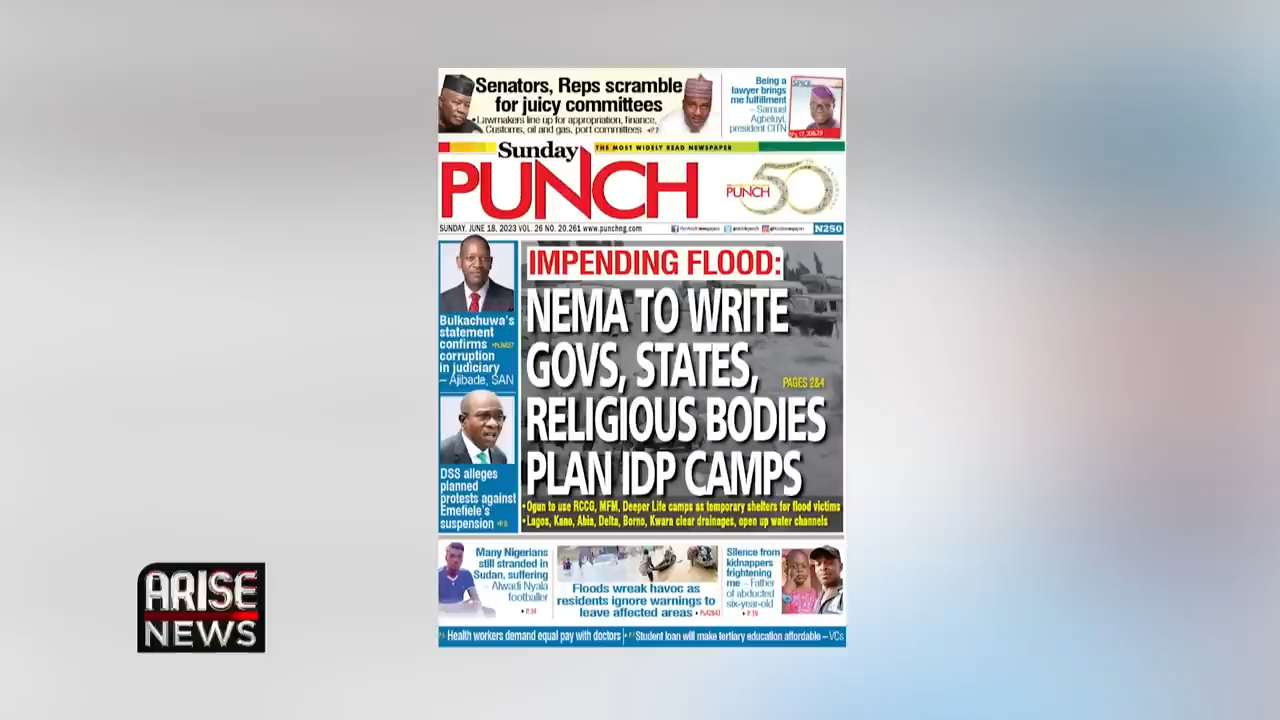 Senators, Reps scramble
for juicy committees
•Lawmakers line up for appropriation, finance,
Customs, oil and gas, port committees
Being a
lawyer brings
me fulfillment
– Samuel
Agbeluyi,
president CITN
SPICE
Sunday
THE MOST WIDELY READ NEWSPAPER
PUNCH
PUNCH 50
SUNDAY, JUNE 18, 2023 VOL. 26 NO. 20,261 www.punchng.com
N250
Bulkachuwa's
statement
confirms
corruption
in judiciary
– Ajibade, SAN
DSS alleges
planned
protests against
Emefiele's
suspension
IMPENDING FLOOD:
NEMA TO WRITE
GOVS, STATES,
PAGES 2&4
RELIGIOUS BODIES
PLAN IDP CAMPS
•Ogun to use RCCG, MFM, Deeper Life camps as temporary shelters for flood victims
•Lagos, Kano, Abia, Delta, Borno, Kwara clear drainages, open up water channels
Many Nigerians
still stranded in
Sudan, suffering
– Alwadi Nyala
footballer
Floods wreak havoc as
residents ignore warnings to
leave affected areas
Silence from
kidnappers
frightening
me – Father
of abducted
six-year-old
Health workers demand equal pay with doctors
Student loan will make tertiary education affordable – VCs
ARISE
NEWS